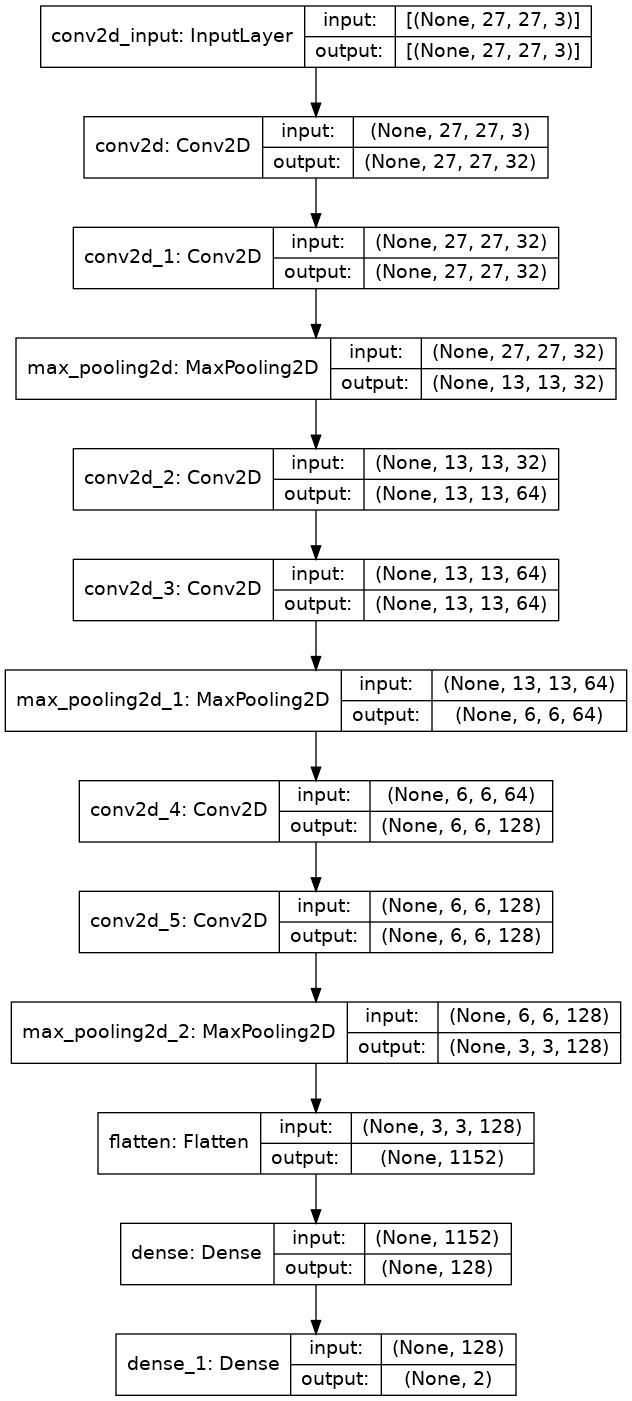 conv2d_input: InputLayer
input:
[(None, 27, 27, 3)]
output:
[(None, 27, 27, 3)]
conv2d: Conv2D
input:
(None, 27, 27, 3)
output:
(None, 27, 27, 32)
conv2d_1: Conv2D
input:
(None, 27, 27, 32)
output:
(None, 27, 27, 32)
max_pooling2d: MaxPooling2D
input:
(None, 27, 27, 32)
output:
(None, 13, 13, 32)
conv2d_2: Conv2D
input:
(None, 13, 13, 32)
output:
(None, 13, 13, 64)
conv2d_3: Conv2D
input:
(None, 13, 13, 64)
output:
(None, 13, 13, 64)
max_pooling2d_1: MaxPooling2D
input:
(None, 13, 13, 64)
output:
(None, 6, 6, 64)
conv2d_4: Conv2D
input:
(None, 6, 6, 64)
output:
(None, 6, 6, 128)
conv2d_5: Conv2D
input:
(None, 6, 6, 128)
output:
(None, 6, 6, 128)
max_pooling2d_2: MaxPooling2D
input:
(None, 6, 6, 128)
output:
(None, 3, 3, 128)
flatten: Flatten
input:
(None, 3, 3, 128)
output:
(None, 1152)
dense: Dense
input:
(None, 1152)
output:
(None, 128)
dense_1: Dense
input:
(None, 128)
output:
(None, 2)